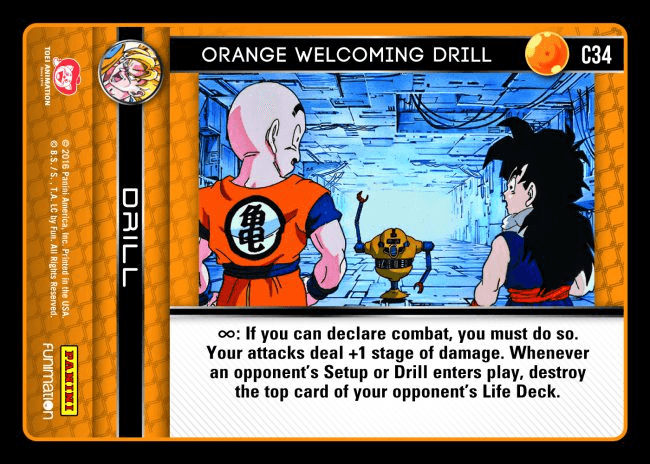 ORANGE WELCOMING DRILL
C34
亀
∞: If you can declare combat, you must do so.
Your attacks deal +1 stage of damage. Whenever
an opponent's Setup or Drill enters play, destroy
the top card of your opponent's Life Deck.
DRILL
TOEI ANIMATION
© 2016 Panini America, Inc. Printed in the USA.
© B.S./S., T.A. LC by Fun. All Rights Reserved.
PANINI
FUNIMATION